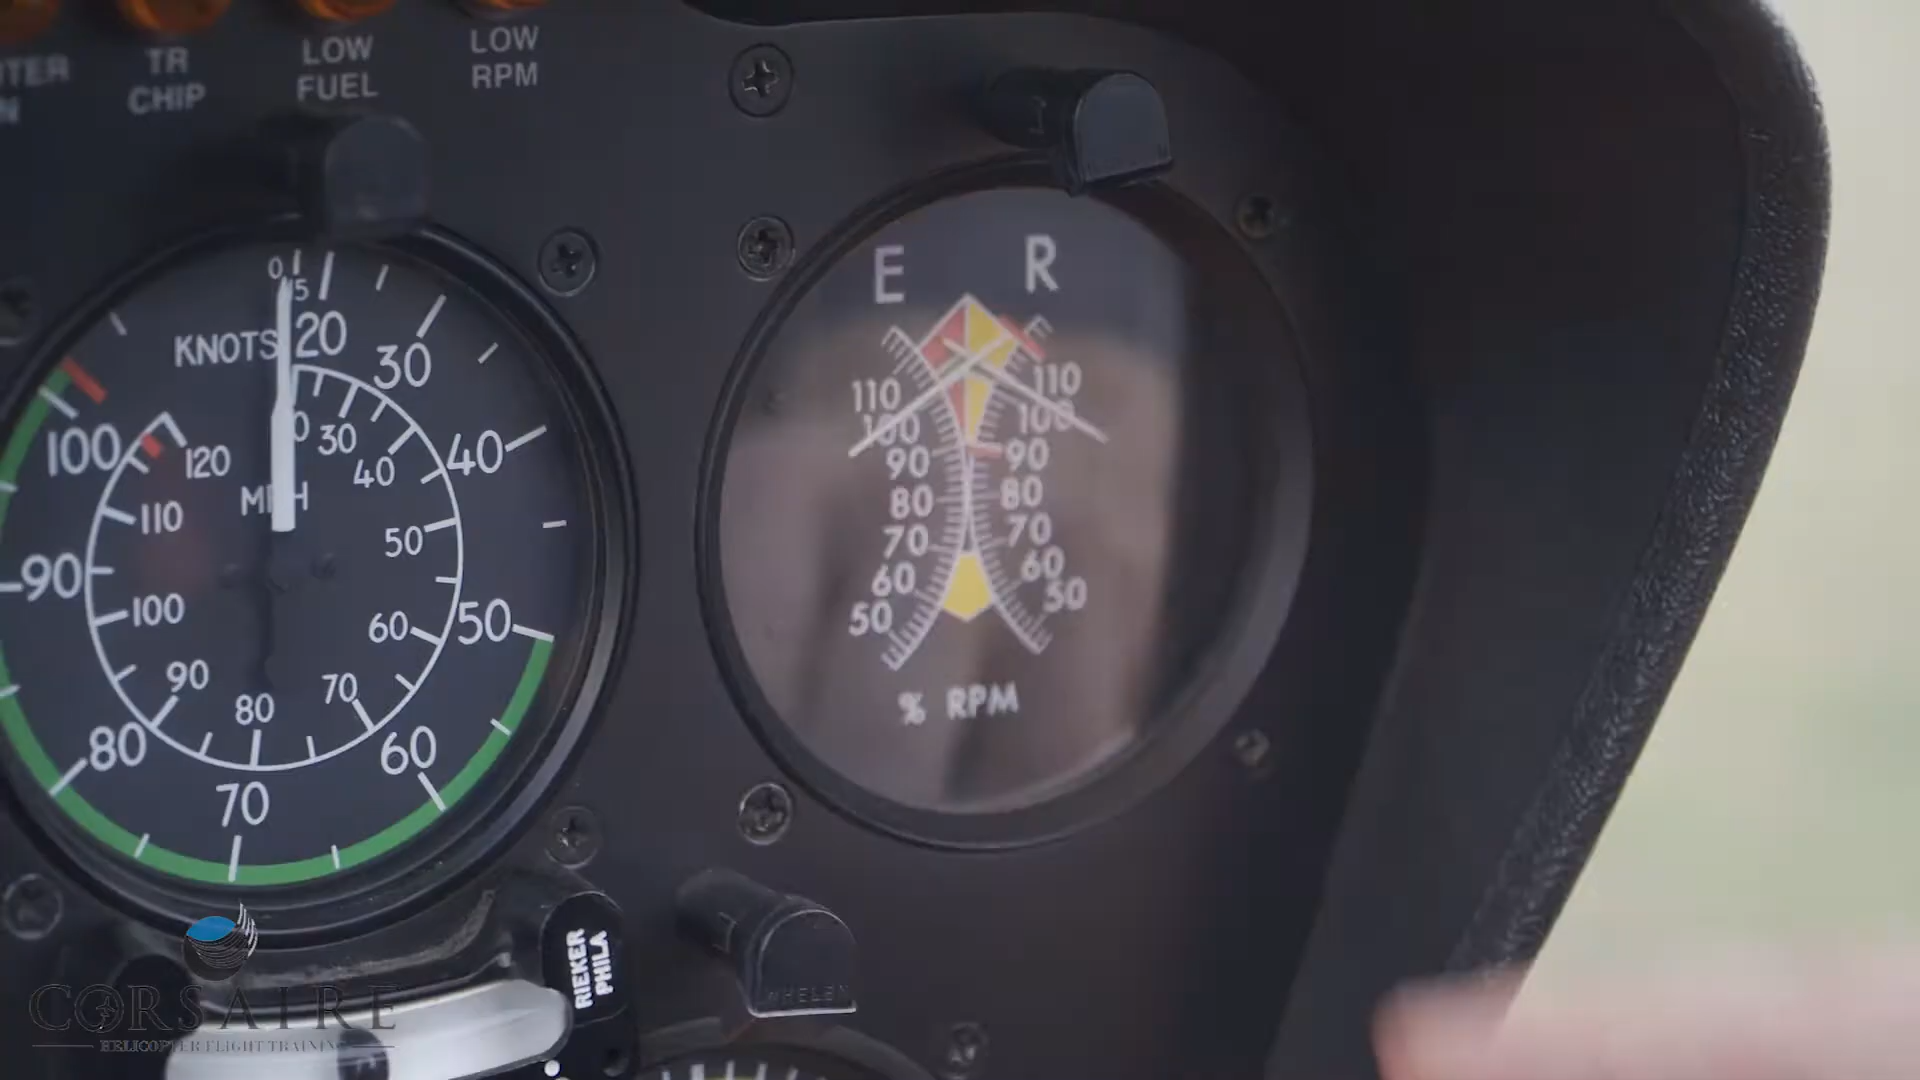 TR
CHIP
LOW
FUEL
LOW
RPM
KNOTS
0
15
20
30
40
50
60
70
80
90
100
MPH
30
40
50
60
70
80
90
100
110
120
E R
110 110
100 100
90 90
80 80
70 70
60 60
50 50
% RPM
RIEKER
PHILA
WHELEN
CORSAIRE
HELICOPTER FLIGHT TRAINING